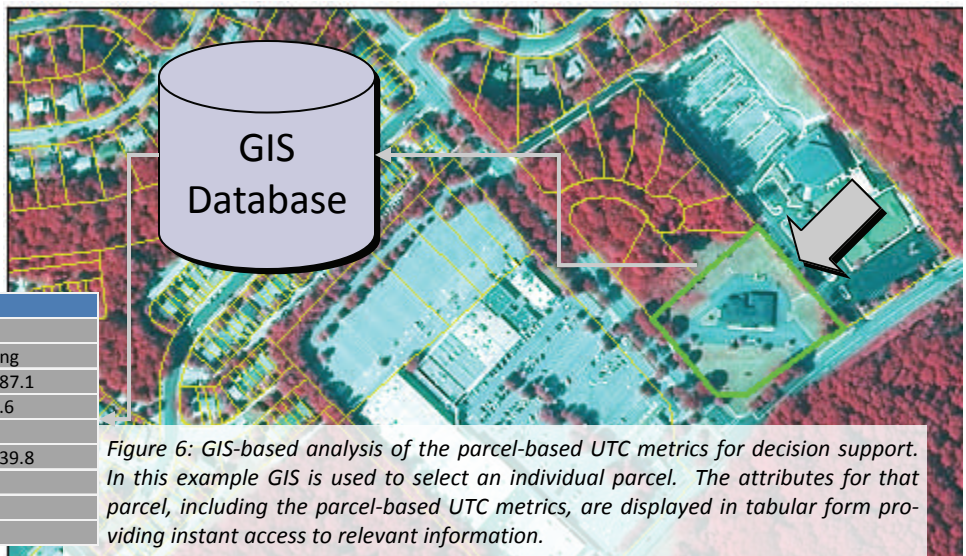 GIS
Database
ng
87.1
.6
39.8
Figure 6: GIS-based analysis of the parcel-based UTC metrics for decision support.
In this example GIS is used to select an individual parcel. The attributes for that
parcel, including the parcel-based UTC metrics, are displayed in tabular form pro-
viding instant access to relevant information.